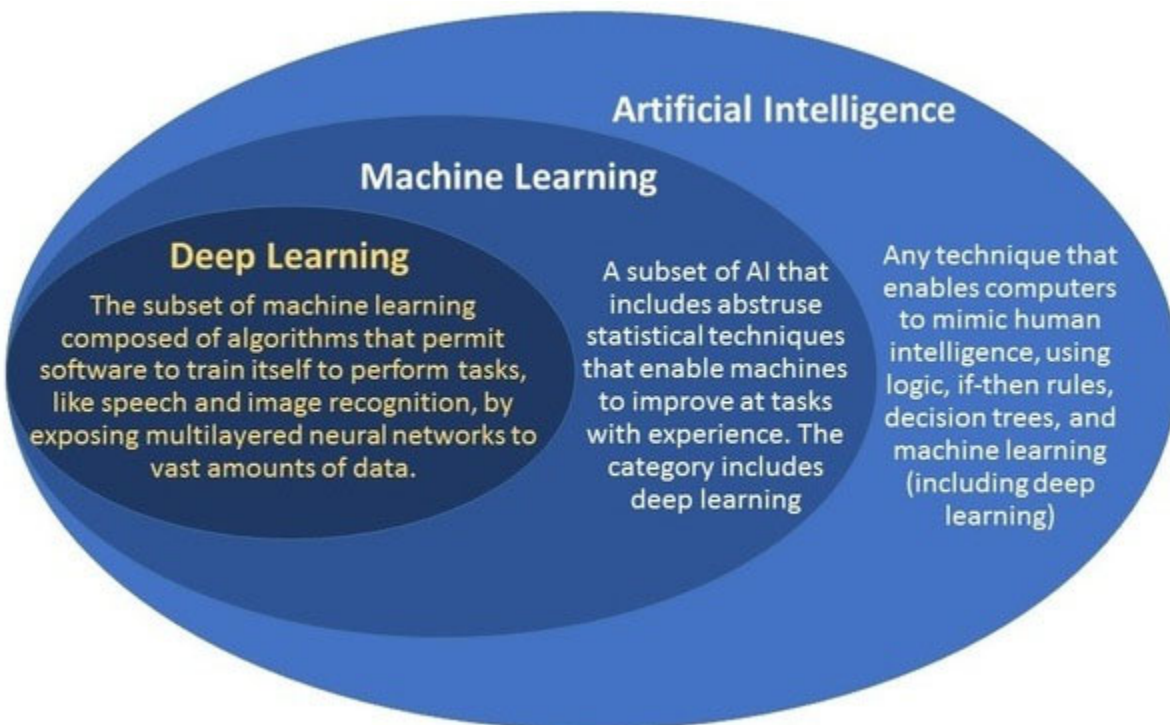 Artificial Intelligence
Machine Learning
Deep Learning
The subset of machine learning
composed of algorithms that permit
software to train itself to perform tasks,
like speech and image recognition, by
exposing multilayered neural networks to
vast amounts of data.
A subset of AI that
includes abstruse
statistical techniques
that enable machines
to improve at tasks
with experience. The
category includes
deep learning
Any technique that
enables computers
to mimic human
intelligence, using
logic, if-then rules,
decision trees, and
machine learning
(including deep
learning)